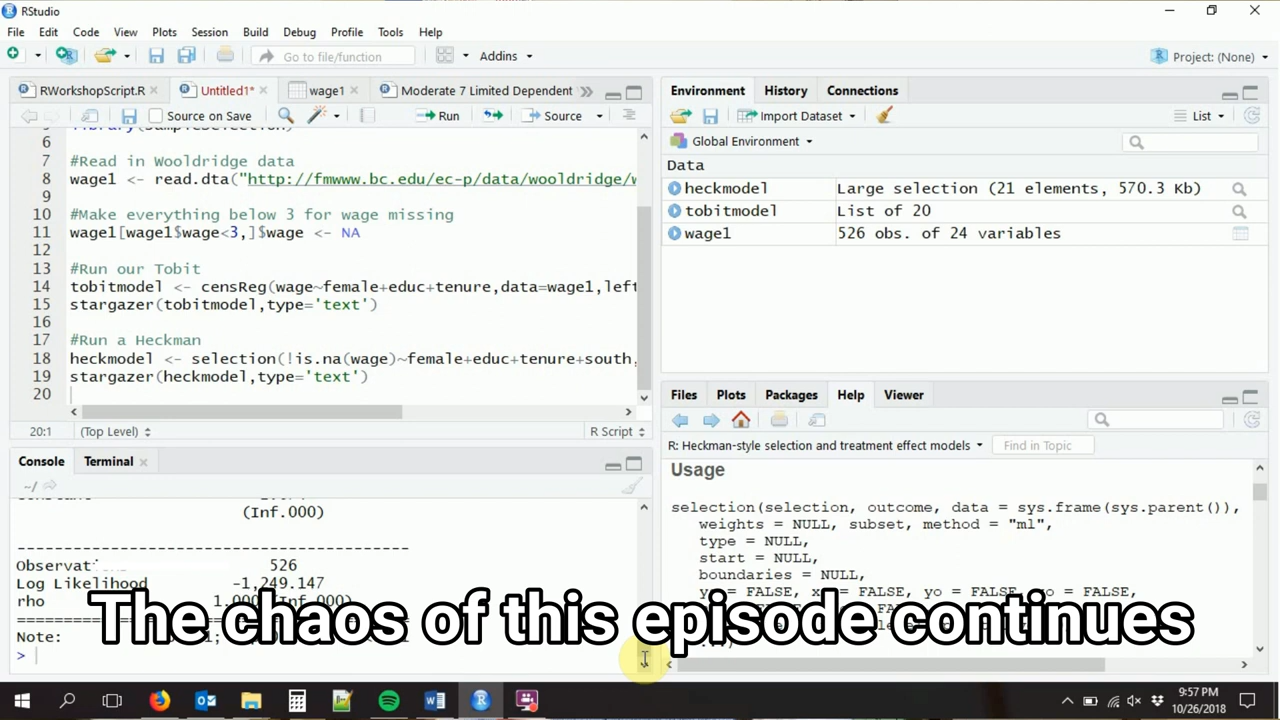 RStudio
File Edit Code View Plots Session Build Debug Profile Tools Help
Go to file/function Addins Project: (None)
RWorkshopScript.R Untitled1* wage1 Moderate 7 Limited Dependent
Source on Save Run Source
6
7 #Read in Wooldridge data
8 wage1 <- read.dta("http://fmwww.bc.edu/ec-p/data/wooldridge/w
9
10 #Make everything below 3 for wage missing
11 wage1[wage1$wage<3,]$wage <- NA
12
13 #Run our Tobit
14 tobitmodel <- censReg(wage~female+educ+tenure,data=wage1,left
15 stargazer(tobitmodel,type='text')
16
17 #Run a Heckman
18 heckmodel <- selection(!is.na(wage)~female+educ+tenure+south,
19 stargazer(heckmodel,type='text')
20
20:1 (Top Level) R Script
Console Terminal
~/
(Inf.000)
-----------------------------------------
526
Log Likelihood -1,249.147
rho
Note:
>
Environment History Connections
Import Dataset List
Global Environment
Data
heckmodel Large selection (21 elements, 570.3 Kb)
tobitmodel List of 20
wage1 526 obs. of 24 variables
Files Plots Packages Help Viewer
R: Heckman-style selection and treatment effect models Find in Topic
Usage
selection(selection, outcome, data = sys.frame(sys.parent()),
weights = NULL, subset, method = "ml",
type = NULL,
start = NULL,
boundaries = NULL,
= FALSE, = FALSE, yo = FALSE, = FALSE,
The chaos of this episode continues
9:57 PM
10/26/2018